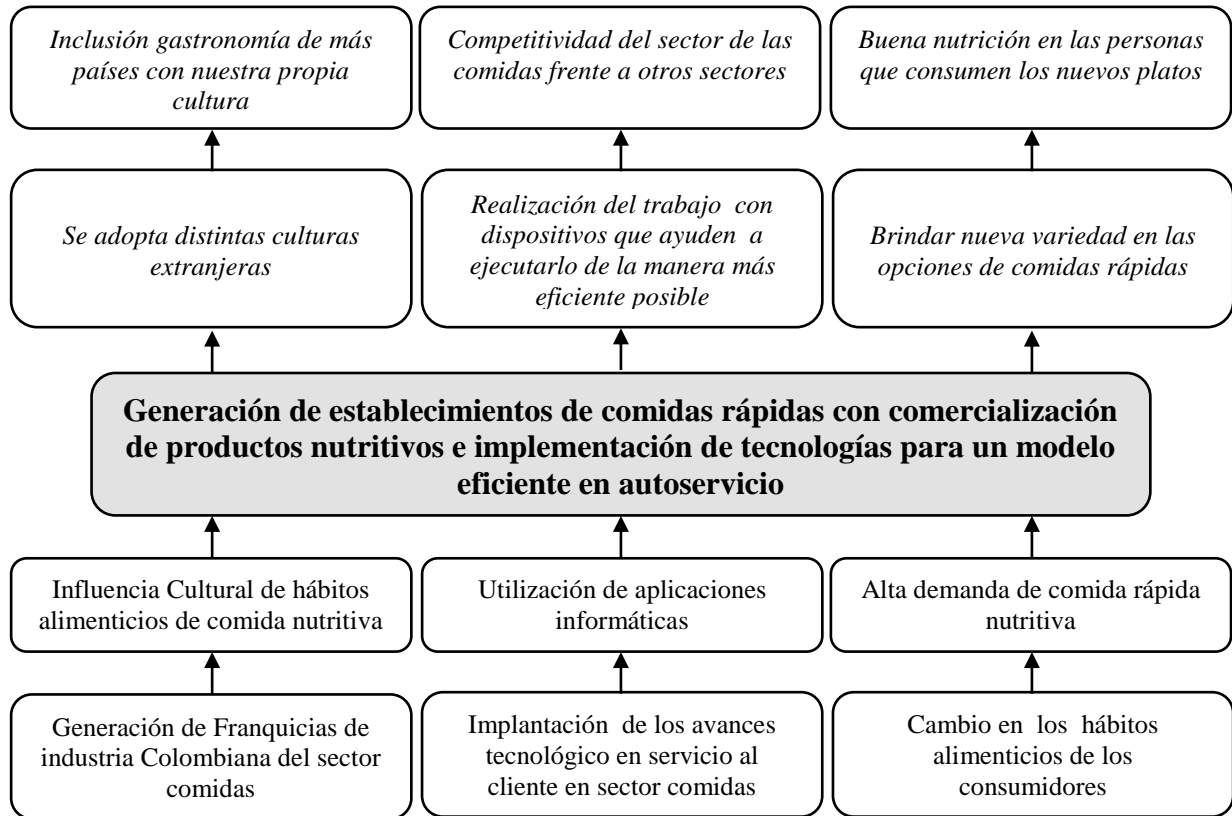 Inclusión gastronomía de más
países con nuestra propia
cultura
Competitividad del sector de las
comidas frente a otros sectores
Buena nutrición en las personas
que consumen los nuevos platos
Se adopta distintas culturas
extranjeras
Realización del trabajo con
dispositivos que ayuden a
ejecutarlo de la manera más
eficiente posible
Brindar nueva variedad en las
opciones de comidas rápidas
Generación de establecimientos de comidas rápidas con comercialización
de productos nutritivos e implementación de tecnologías para un modelo
eficiente en autoservicio
Influencia Cultural de hábitos
alimenticios de comida nutritiva
Utilización de aplicaciones
informáticas
Alta demanda de comida rápida
nutritiva
Generación de Franquicias de
industria Colombiana del sector
comidas
Implantación de los avances
tecnológico en servicio al
cliente en sector comidas
Cambio en los hábitos
alimenticios de los
consumidores